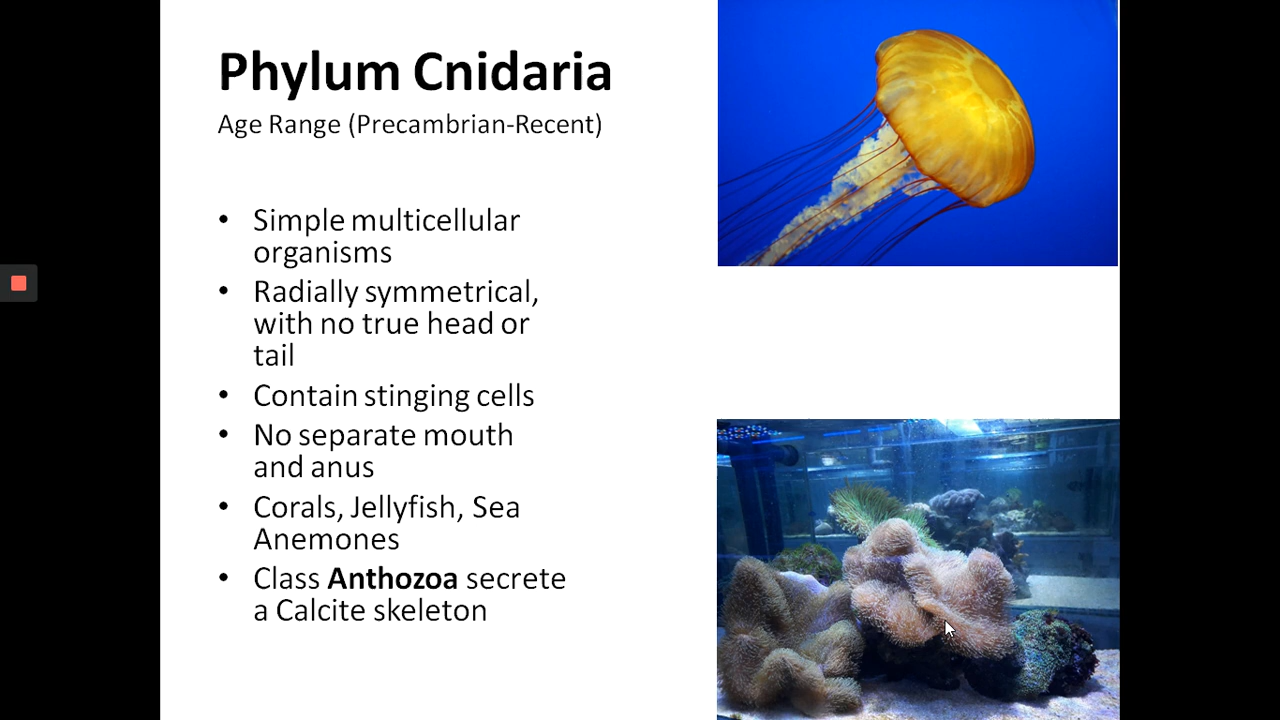 Phylum Cnidaria
Age Range (Precambrian-Recent)
• Simple multicellular
organisms
• Radially symmetrical,
with no true head or
tail
• Contain stinging cells
• No separate mouth
and anus
• Corals, Jellyfish, Sea
Anemones
• Class Anthozoa secrete
a Calcite skeleton